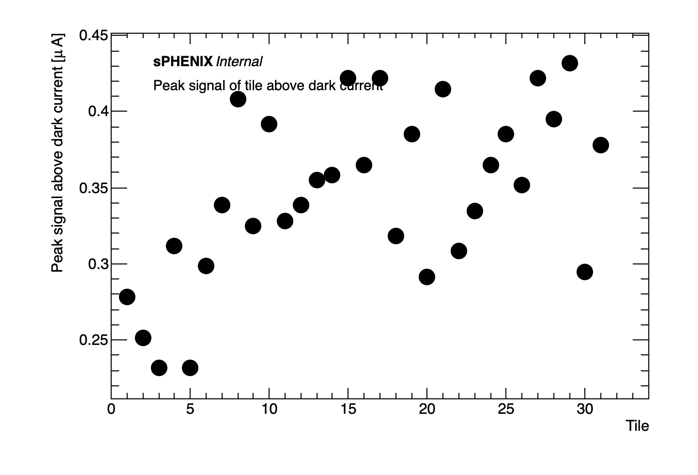 Peak signal above dark current [μA]
0.45
0.4
0.35
0.3
0.25
sPHENIX Internal
Peak signal of tile above dark current
0 5 10 15 20 25 30
Tile